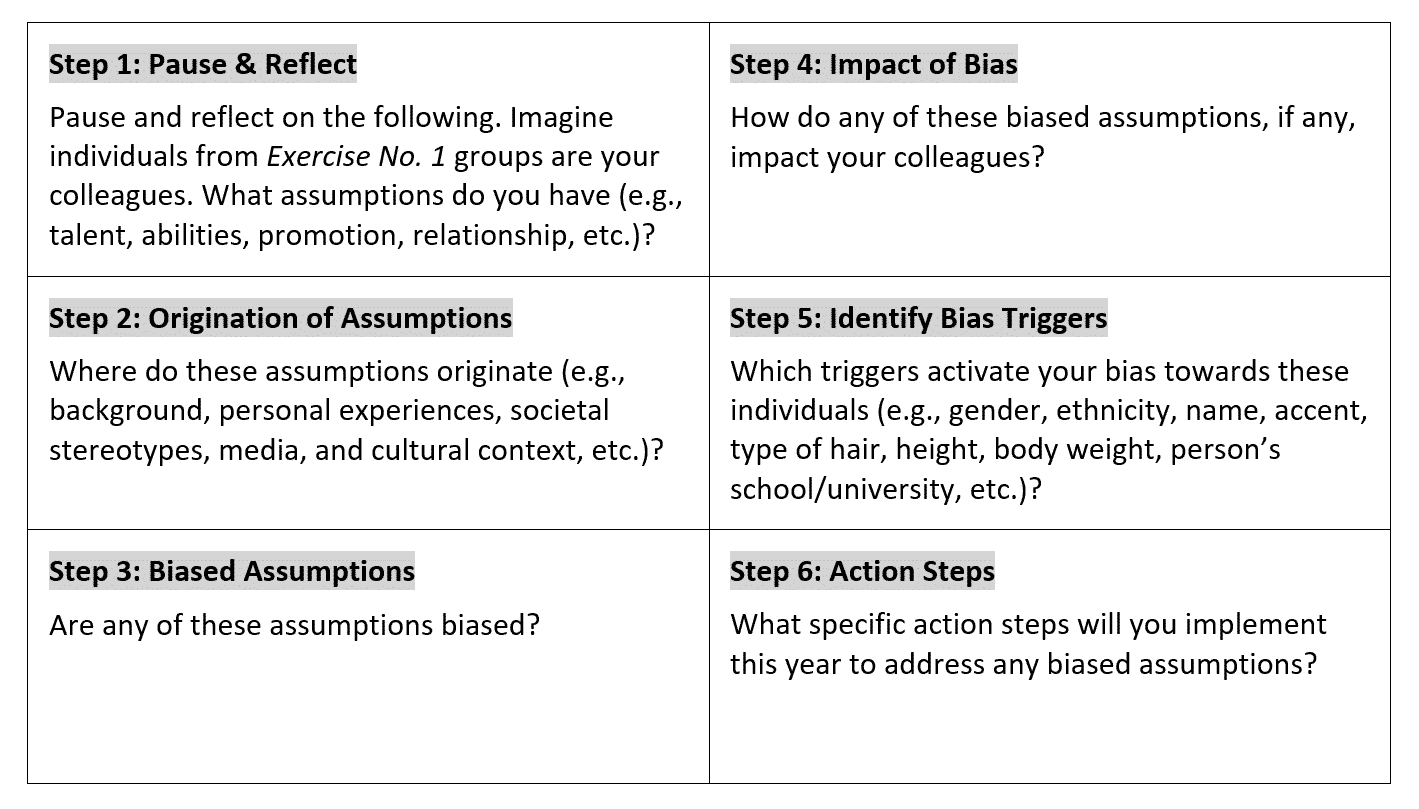 Step 1: Pause & Reflect
Pause and reflect on the following. Imagine
individuals from Exercise No. 1 groups are your
colleagues. What assumptions do you have (e.g.,
talent, abilities, promotion, relationship, etc.)?
Step 2: Origination of Assumptions
Where do these assumptions originate (e.g.,
background, personal experiences, societal
stereotypes, media, and cultural context, etc.)?
Step 3: Biased Assumptions
Are any of these assumptions biased?
Step 4: Impact of Bias
How do any of these biased assumptions, if any,
impact your colleagues?
Step 5: Identify Bias Triggers
Which triggers activate your bias towards these
individuals (e.g., gender, ethnicity, name, accent,
type of hair, height, body weight, person’s
school/university, etc.)?
Step 6: Action Steps
What specific action steps will you implement
this year to address any biased assumptions?